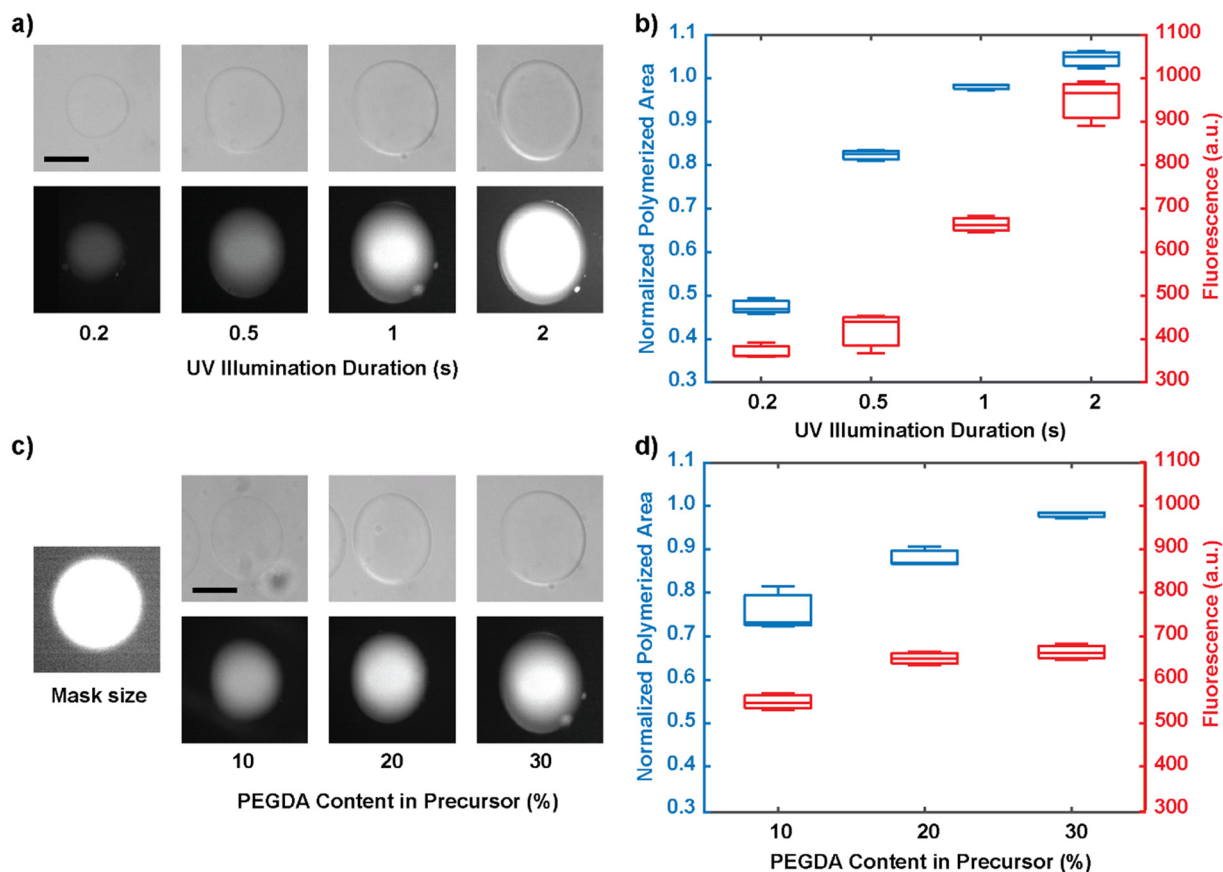 a)
0.2 0.5 1 2
UV Illumination Duration (s)
b)
Normalized Polymerized Area
1.1
1.0
0.9
0.8
0.7
0.6
0.5
0.4
0.3
1100
1000
900
800
700
600
500
400
300
Fluorescence (a.u.)
0.2 0.5 1 2
UV Illumination Duration (s)
c)
Mask size
10 20 30
PEGDA Content in Precursor (%)
d)
Normalized Polymerized Area
1.1
1.0
0.9
0.8
0.7
0.6
0.5
0.4
0.3
1100
1000
900
800
700
600
500
400
300
Fluorescence (a.u.)
10 20 30
PEGDA Content in Precursor (%)